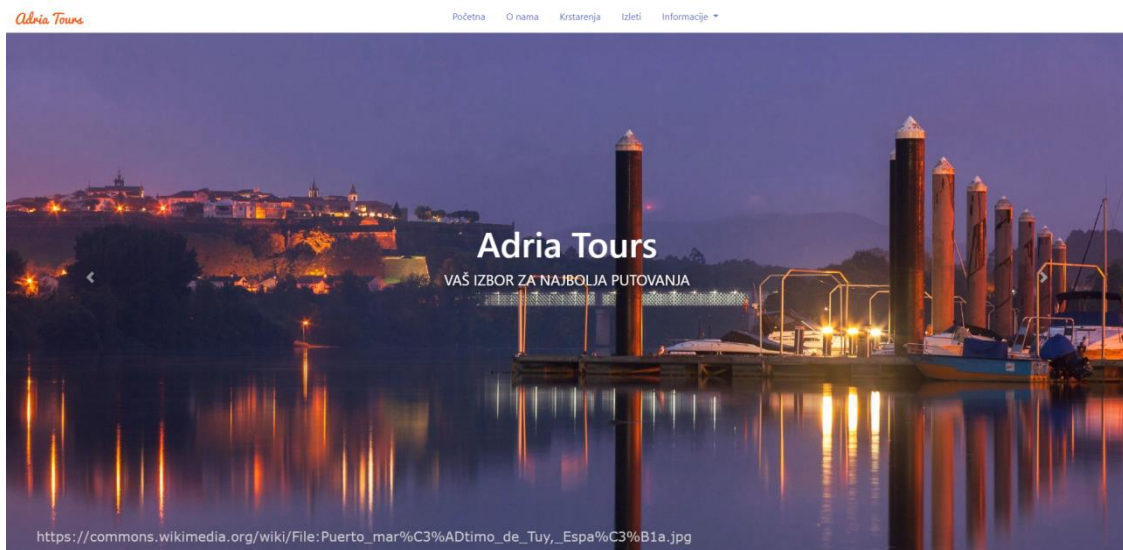 Adria Tours
Početna O nama Krstarenja Izleti Informacije
Adria Tours
VAŠ IZBOR ZA NAJBOLJA PUTOVANJA
https://commons.wikimedia.org/wiki/File:Puerto_mar%C3%ADtimo_de_Tuy,_Espa%C3%B1a.jpg